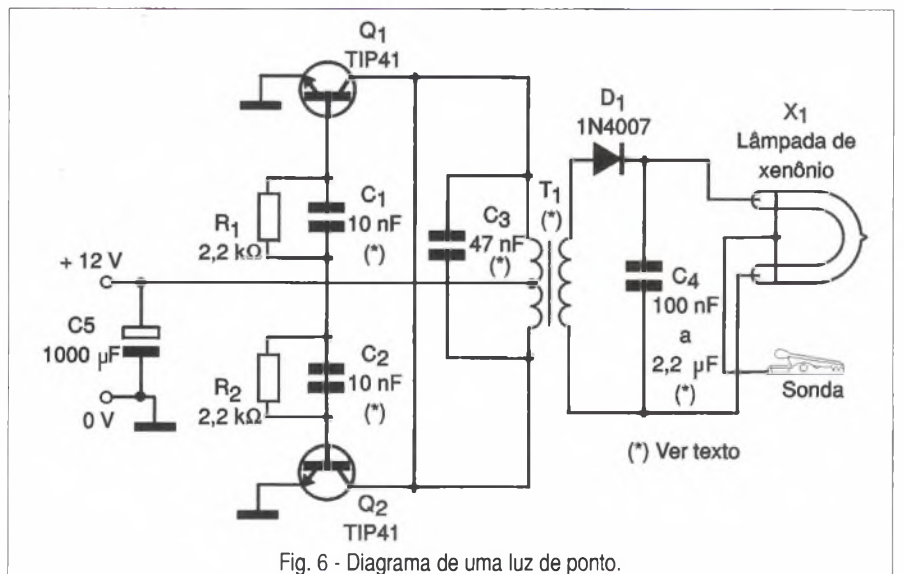 Q1
TIP41
D1
1N4007
X1
Lâmpada de
xenônio
R1
2,2 kΩ
C1
10 nF
(*)
C3
47 nF
(*)
T1
(*)
+ 12 V
C5
1000 µF
0 V
R2
2,2 kΩ
C2
10 nF
(*)
C4
100 nF
a
2,2 µF
(*)
Sonda
(*) Ver texto
Q2
TIP41
Fig. 6 - Diagrama de uma luz de ponto.